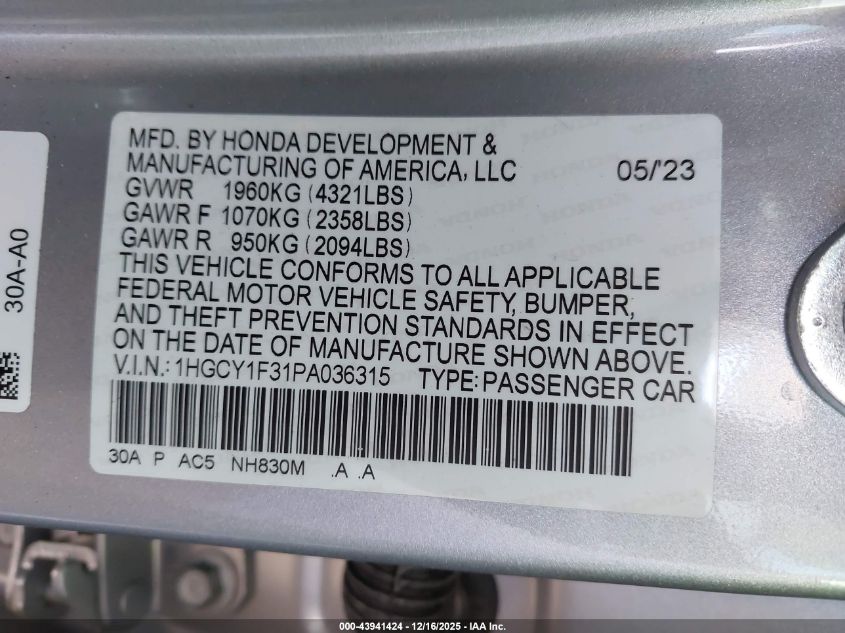 MFD. BY HONDA DEVELOPMENT &
MANUFACTURING OF AMERICA, LLC 05/'23
GVWR 1960KG (4321LBS)
GAWR F 1070KG (2358LBS)
GAWR R 950KG (2094LBS)
THIS VEHICLE CONFORMS TO ALL APPLICABLE
FEDERAL MOTOR VEHICLE SAFETY, BUMPER,
AND THEFT PREVENTION STANDARDS IN EFFECT
ON THE DATE OF MANUFACTURE SHOWN ABOVE.
V.I.N.: 1HGCY1F31PA036315 TYPE: PASSENGER CAR
30A P AC5 NH830M .A .A
30A-A0
000-43941424 - 12/16/2025 - IAA Inc.